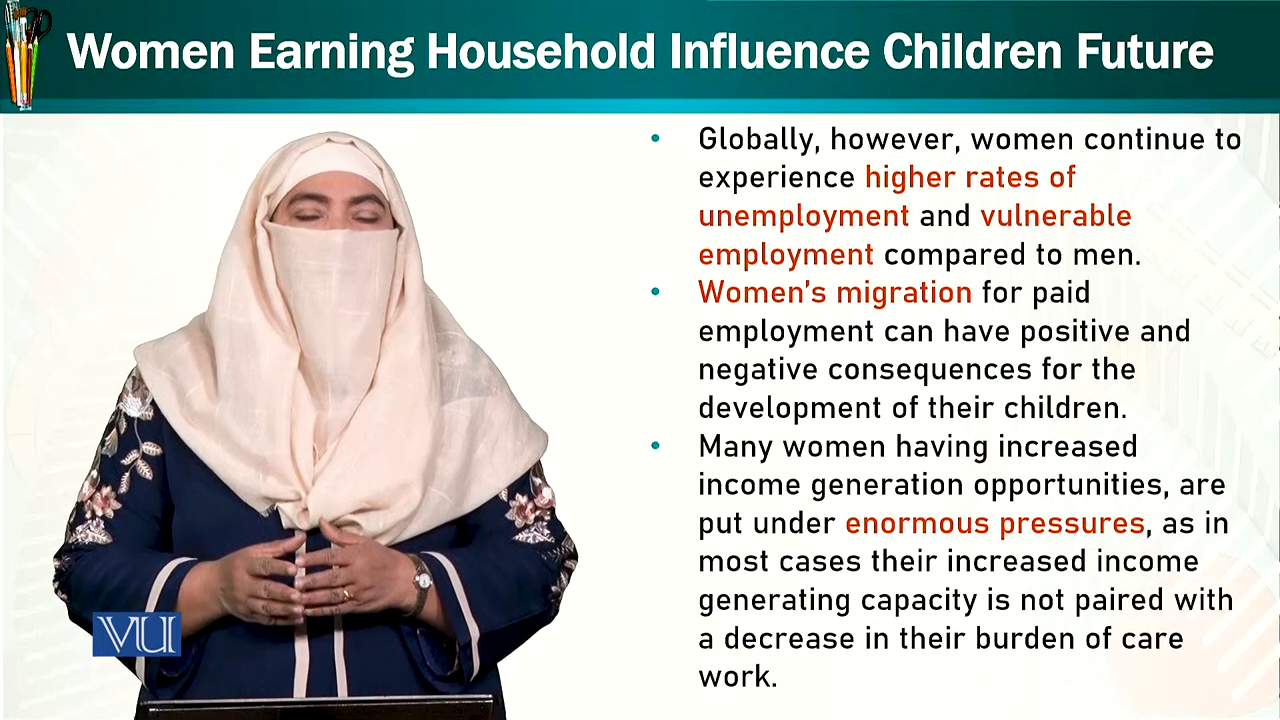 Women Earning Household Influence Children Future
• Globally, however, women continue to
experience higher rates of
unemployment and vulnerable
employment compared to men.
• Women's migration for paid
employment can have positive and
negative consequences for the
development of their children.
• Many women having increased
income generation opportunities, are
put under enormous pressures, as in
most cases their increased income
generating capacity is not paired with
a decrease in their burden of care
work.
VU